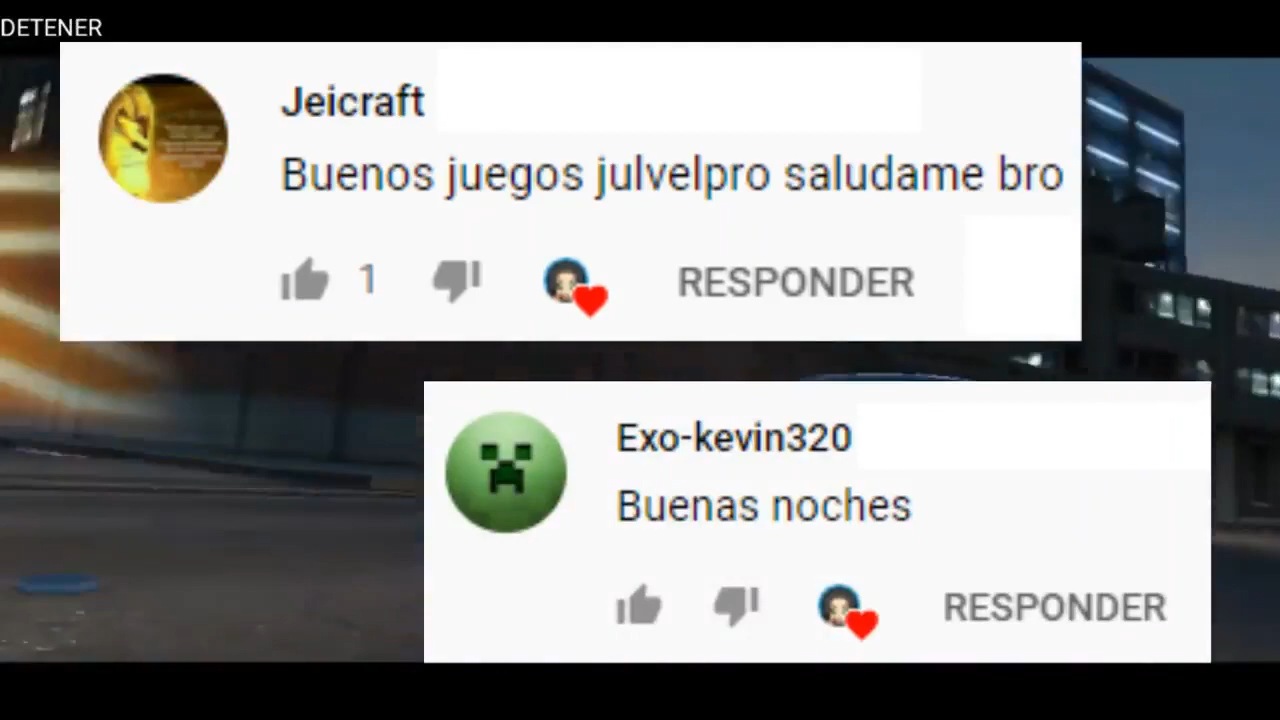 DETENER
Jeicraft
Buenos juegos julvelpro saludame bro
1
RESPONDER
Exo-kevin320
Buenas noches
RESPONDER